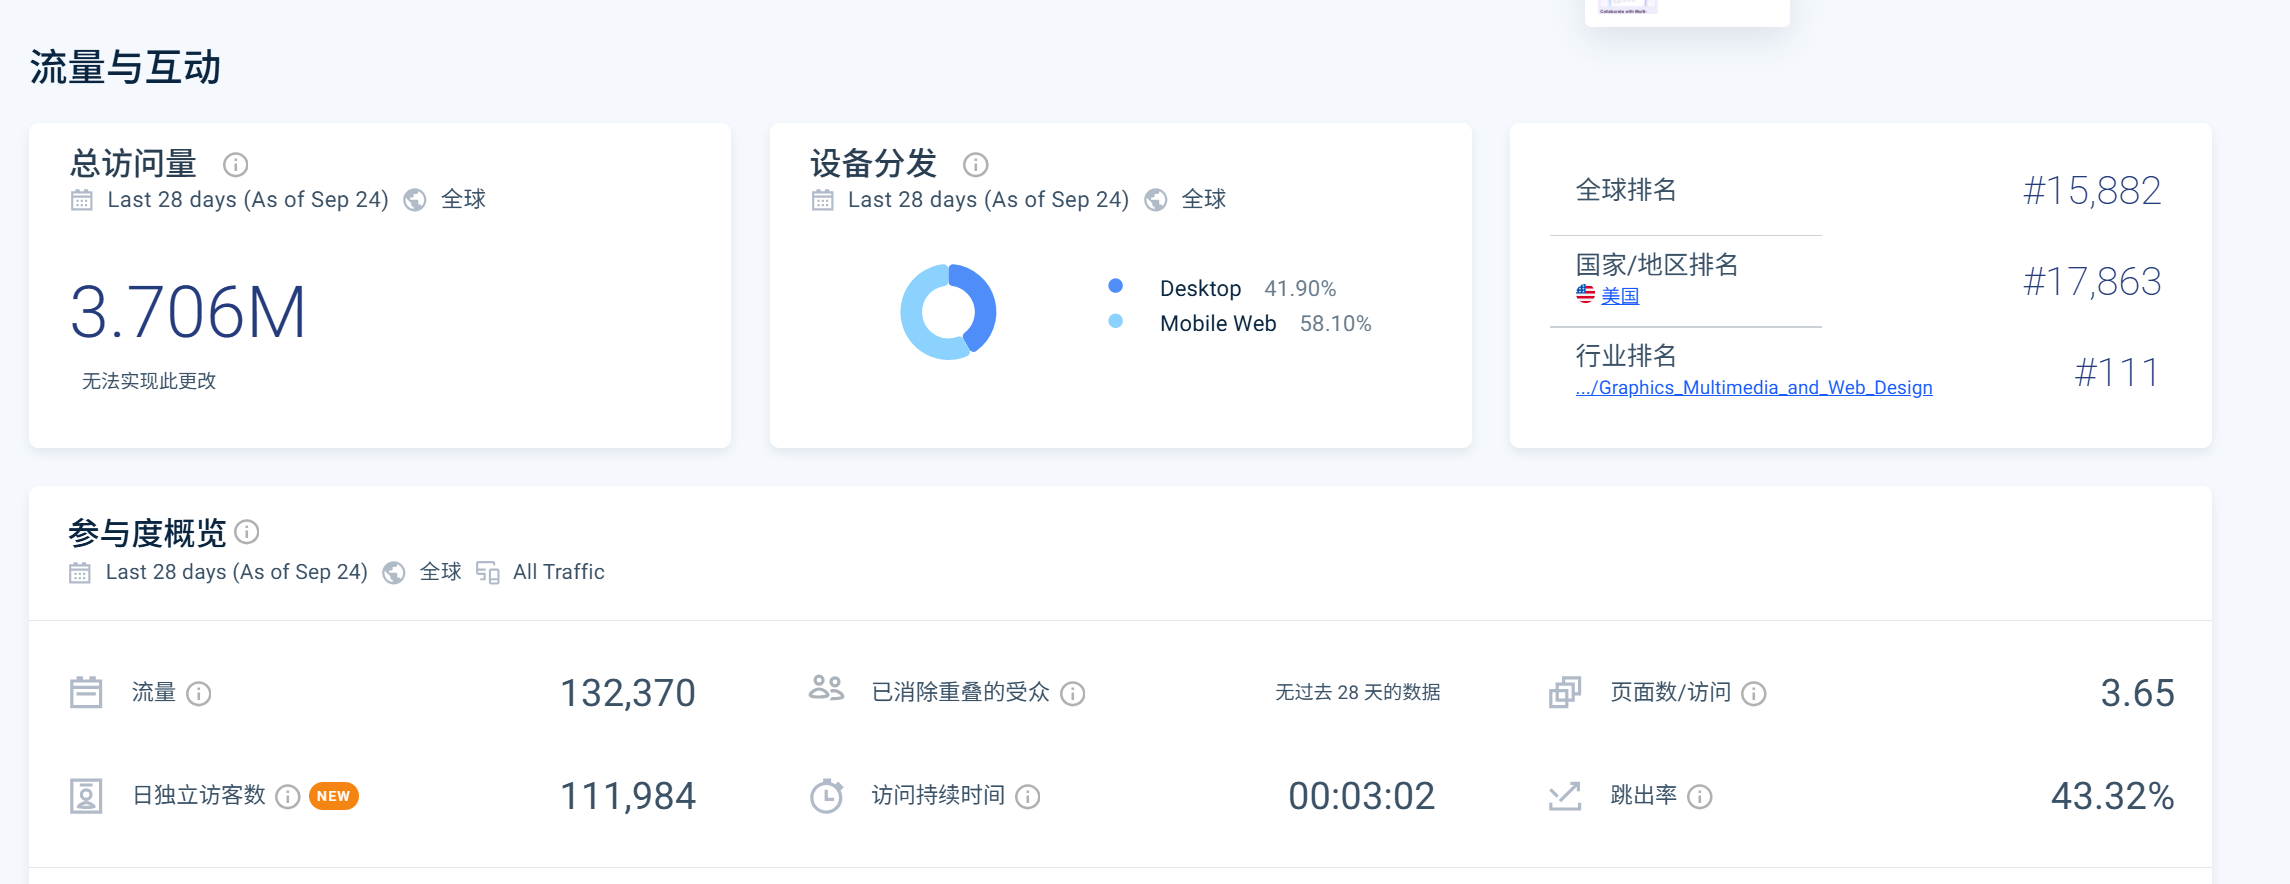 Collaborate with Multi-
流量与互动
总访问量
Last 28 days (As of Sep 24) 全球
3.706M
无法实现此更改
设备分发
Last 28 days (As of Sep 24) 全球
Desktop 41.90%
Mobile Web 58.10%
全球排名 #15,882
国家/地区排名 #17,863
美国
行业排名 #111
.../Graphics_Multimedia_and_Web_Design
参与度概览
Last 28 days (As of Sep 24) 全球 All Traffic
流量 132,370
已消除重叠的受众 无过去 28 天的数据
页面数/访问 3.65
日独立访客数 NEW 111,984
访问持续时间 00:03:02
跳出率 43.32%